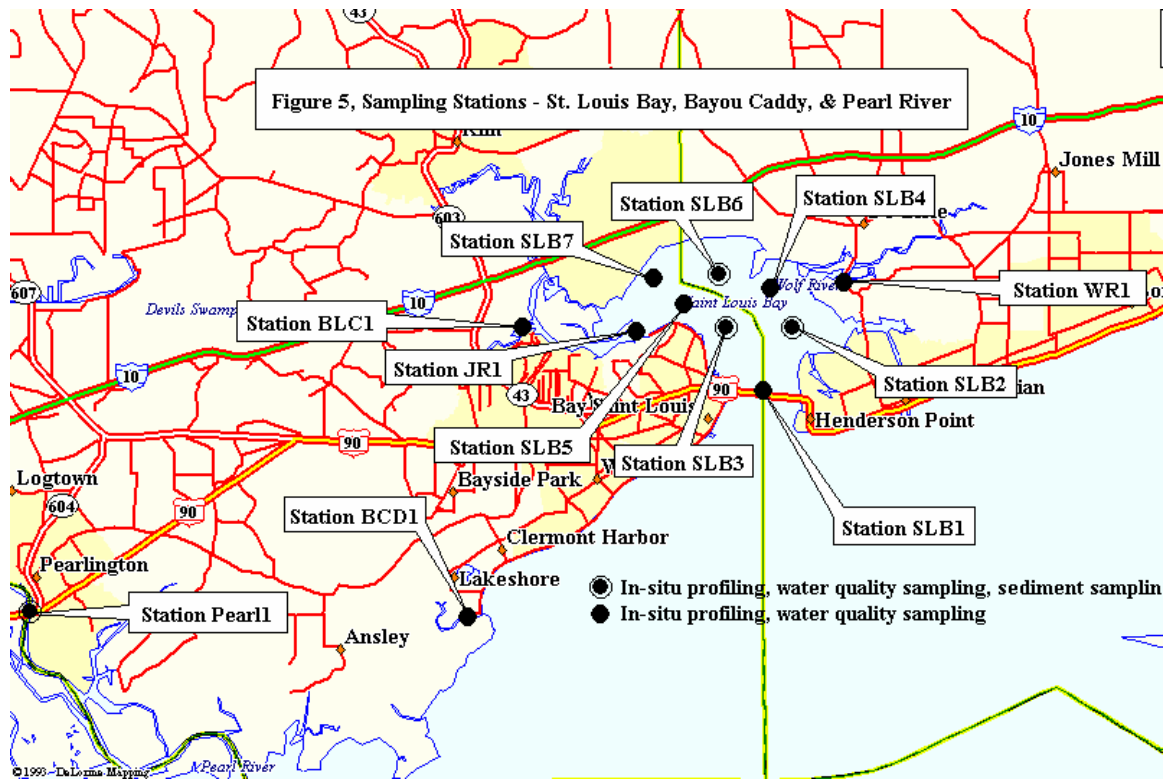 43
Figure 5, Sampling Stations - St. Louis Bay, Bayou Caddy, & Pearl River
10
Kiln
Jones Mill
Station SLB4
Station SLB6
603
Station SLB7
Wolf River
Station WR1
607
Devils Swamp
10
Saint Louis Bay
Station BLC1
Station JR1
10
43
90
Station SLB2
Bay Saint Louis
Henderson Point
90
Station SLB5
Station SLB3
Logtown
Bayside Park
604
90
Station BCD1
Station SLB1
Clermont Harbor
Pearlington
Lakeshore
In-situ profiling, water quality sampling, sediment samplin
Station Pearl1
In-situ profiling, water quality sampling
Ansley
Pearl River
©1993 DeLorme Mapping